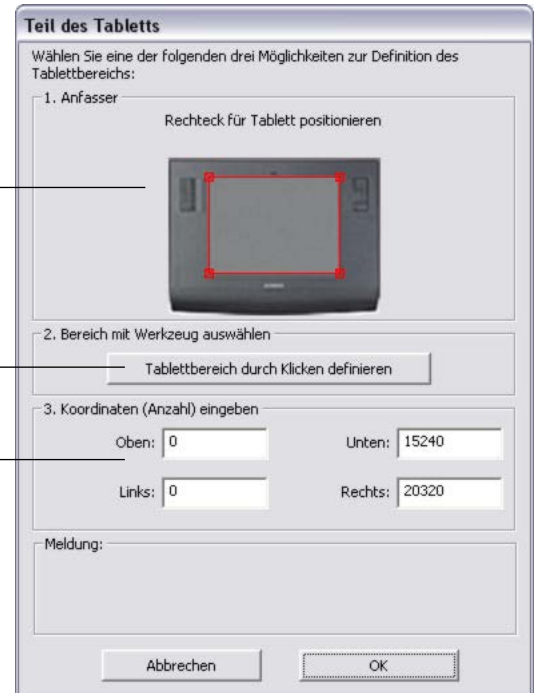 Teil des Tabletts
Wählen Sie eine der folgenden drei Möglichkeiten zur Definition des
Tablettbereichs:
1. Anfasser
Rechteck für Tablett positionieren
2. Bereich mit Werkzeug auswählen
Tablettbereich durch Klicken definieren
3. Koordinaten (Anzahl) eingeben
Oben: 0 Unten: 15240
Links: 0 Rechts: 20320
Meldung:
Abbrechen OK